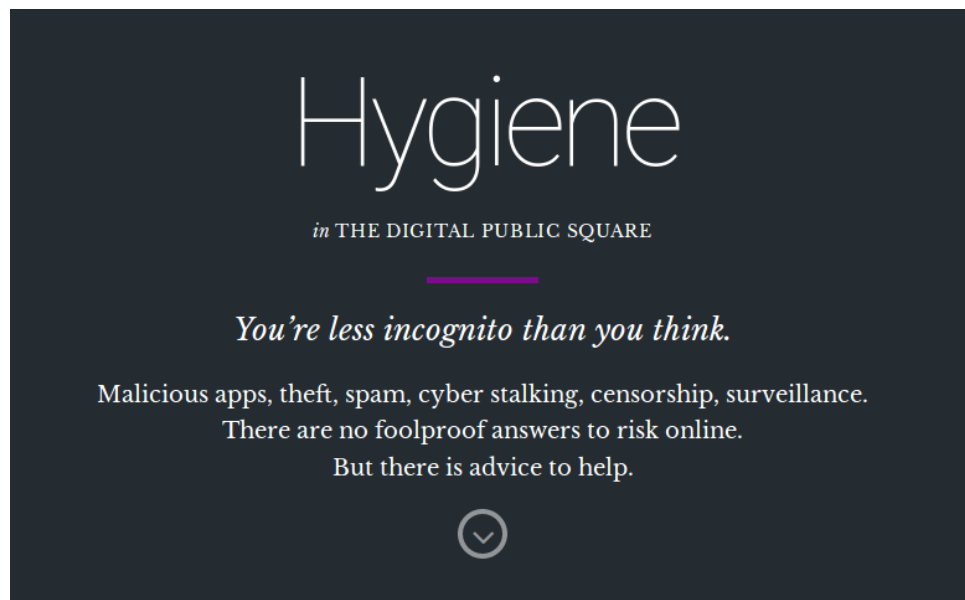 Hygiene
in THE DIGITAL PUBLIC SQUARE
You’re less incognito than you think.
Malicious apps, theft, spam, cyber stalking, censorship, surveillance.
There are no foolproof answers to risk online.
But there is advice to help.